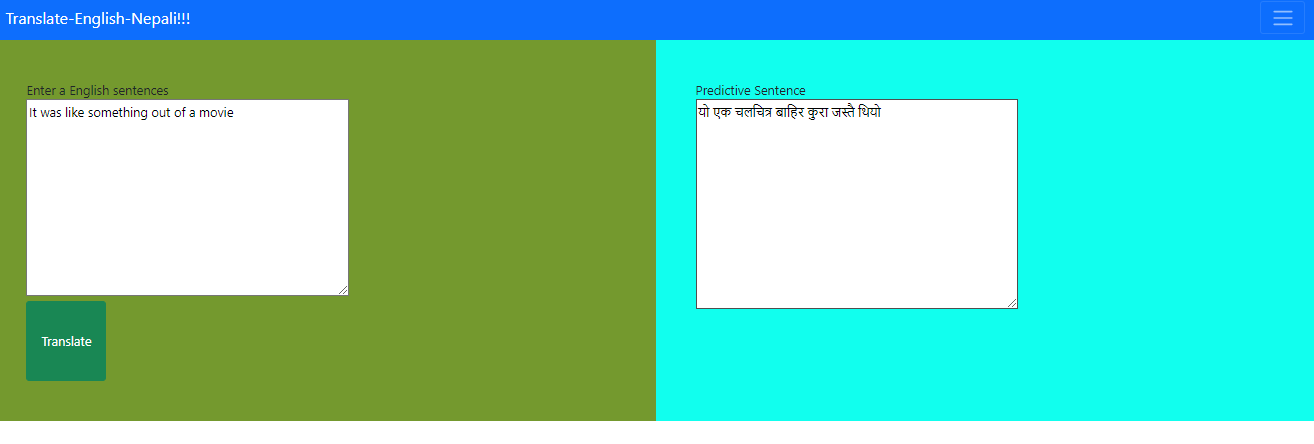 Translate-English-Nepali!!!
Enter a English sentences
It was like something out of a movie
Translate
Predictive Sentence
यो एक चलचित्र बाहिर कुरा जस्तै थियो